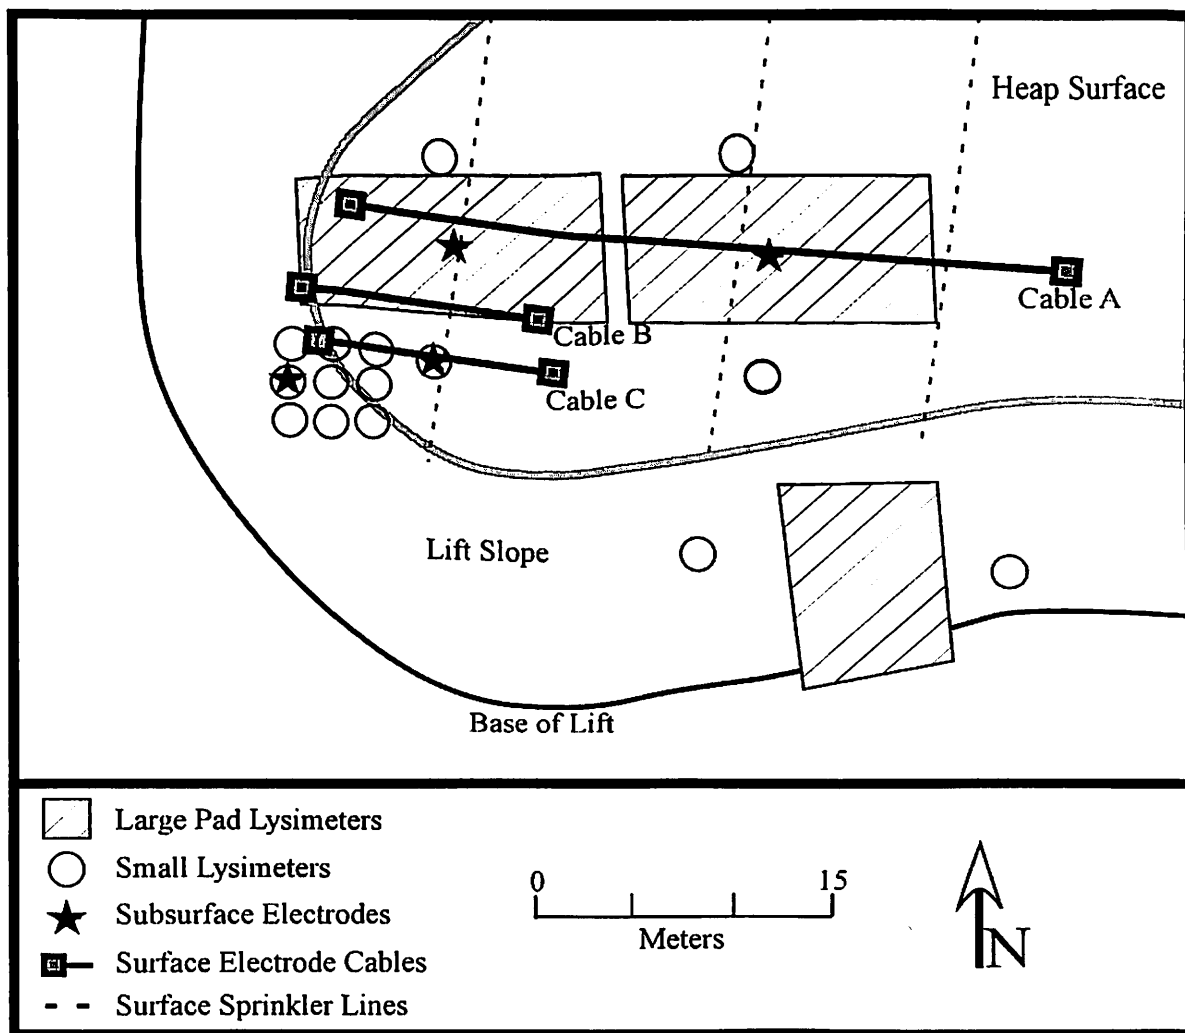 Heap Surface
Cable A
Cable B
Cable C
Lift Slope
Base of Lift
Large Pad Lysimeters
Small Lysimeters
Subsurface Electrodes
Surface Electrode Cables
Surface Sprinkler Lines
0 15
Meters
N